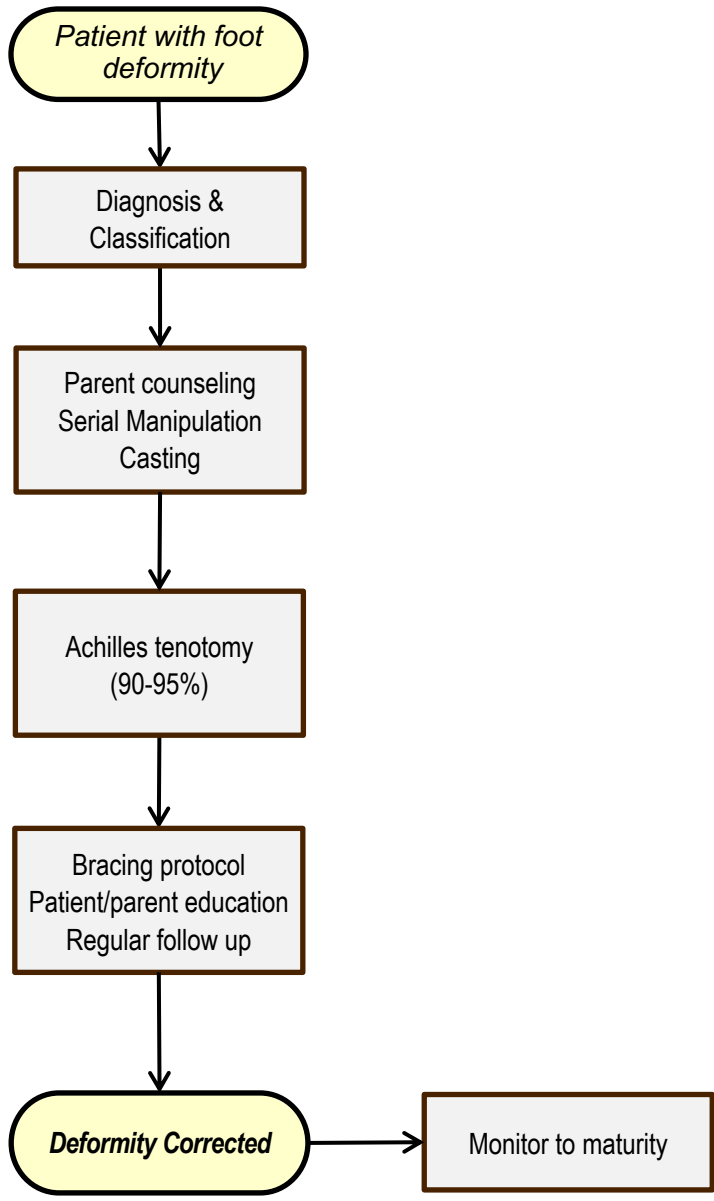 Patient with foot
deformity
Diagnosis &
Classification
Parent counseling
Serial Manipulation
Casting
Achilles tenotomy
(90-95%)
Bracing protocol
Patient/parent education
Regular follow up
Deformity Corrected
Monitor to maturity